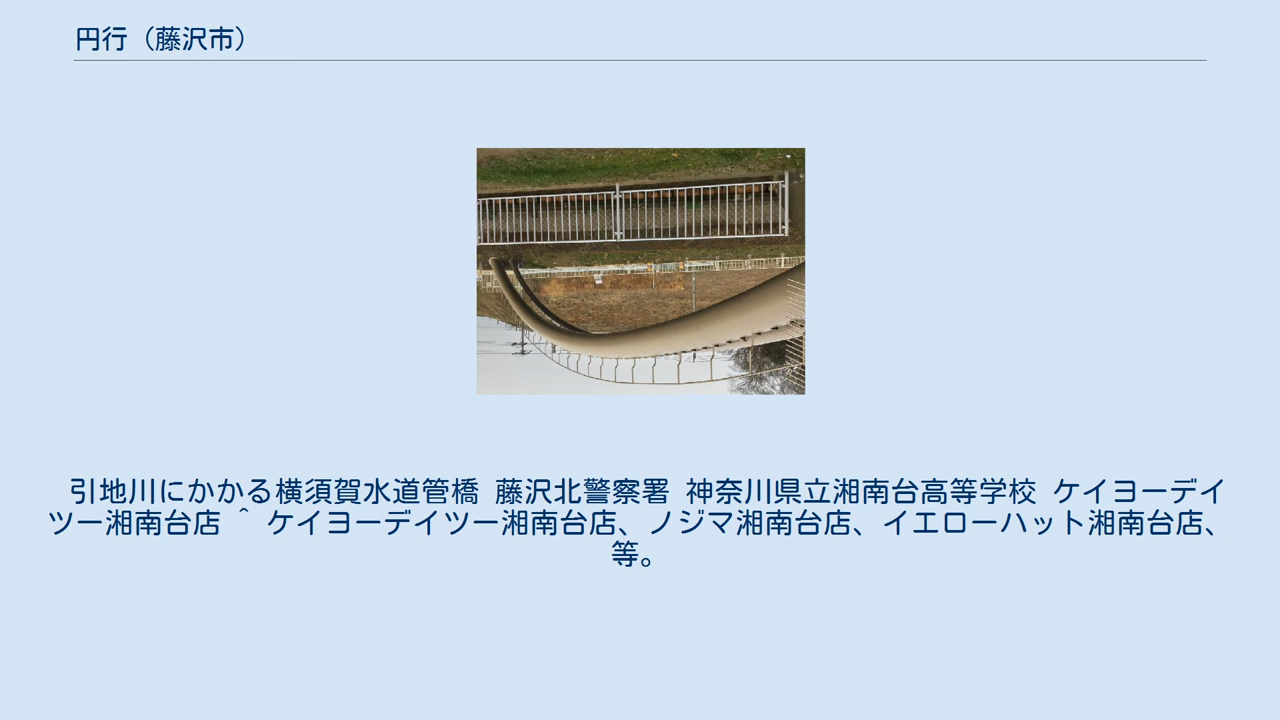 円行（藤沢市）
引地川にかかる横須賀水道管橋 藤沢北警察署 神奈川県立湘南台高等学校 ケイヨーデイ
ツー湘南台店 ^ ケイヨーデイツー湘南台店、ノジマ湘南台店、イエローハット湘南台店、
等。